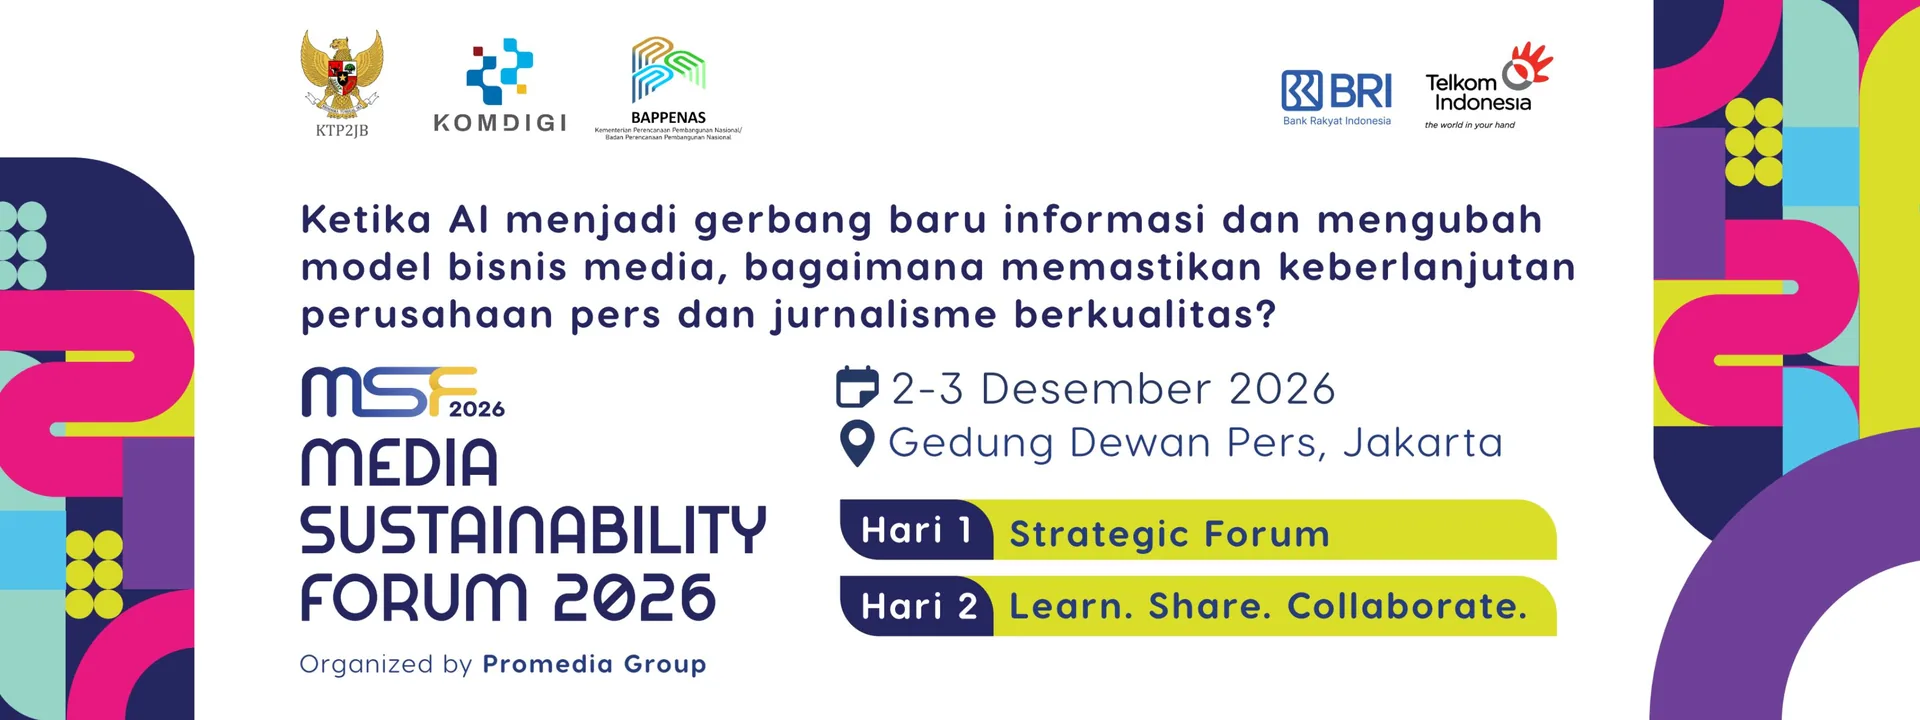 KTP2JB
KOMDIGI
BAPPENAS
Kementerian Perencanaan Pembangunan Nasional/
Badan Perencanaan Pembangunan Nasional
BRI
Bank Rakyat Indonesia
Telkom
Indonesia
the world in your hand
Ketika AI menjadi gerbang baru informasi dan mengubah
model bisnis media, bagaimana memastikan keberlanjutan
perusahaan pers dan jurnalisme berkualitas?
MSF 2026
MEDIA
SUSTAINABILITY
FORUM 2026
Organized by Promedia Group
2-3 Desember 2026
Gedung Dewan Pers, Jakarta
Hari 1 Strategic Forum
Hari 2 Learn. Share. Collaborate.